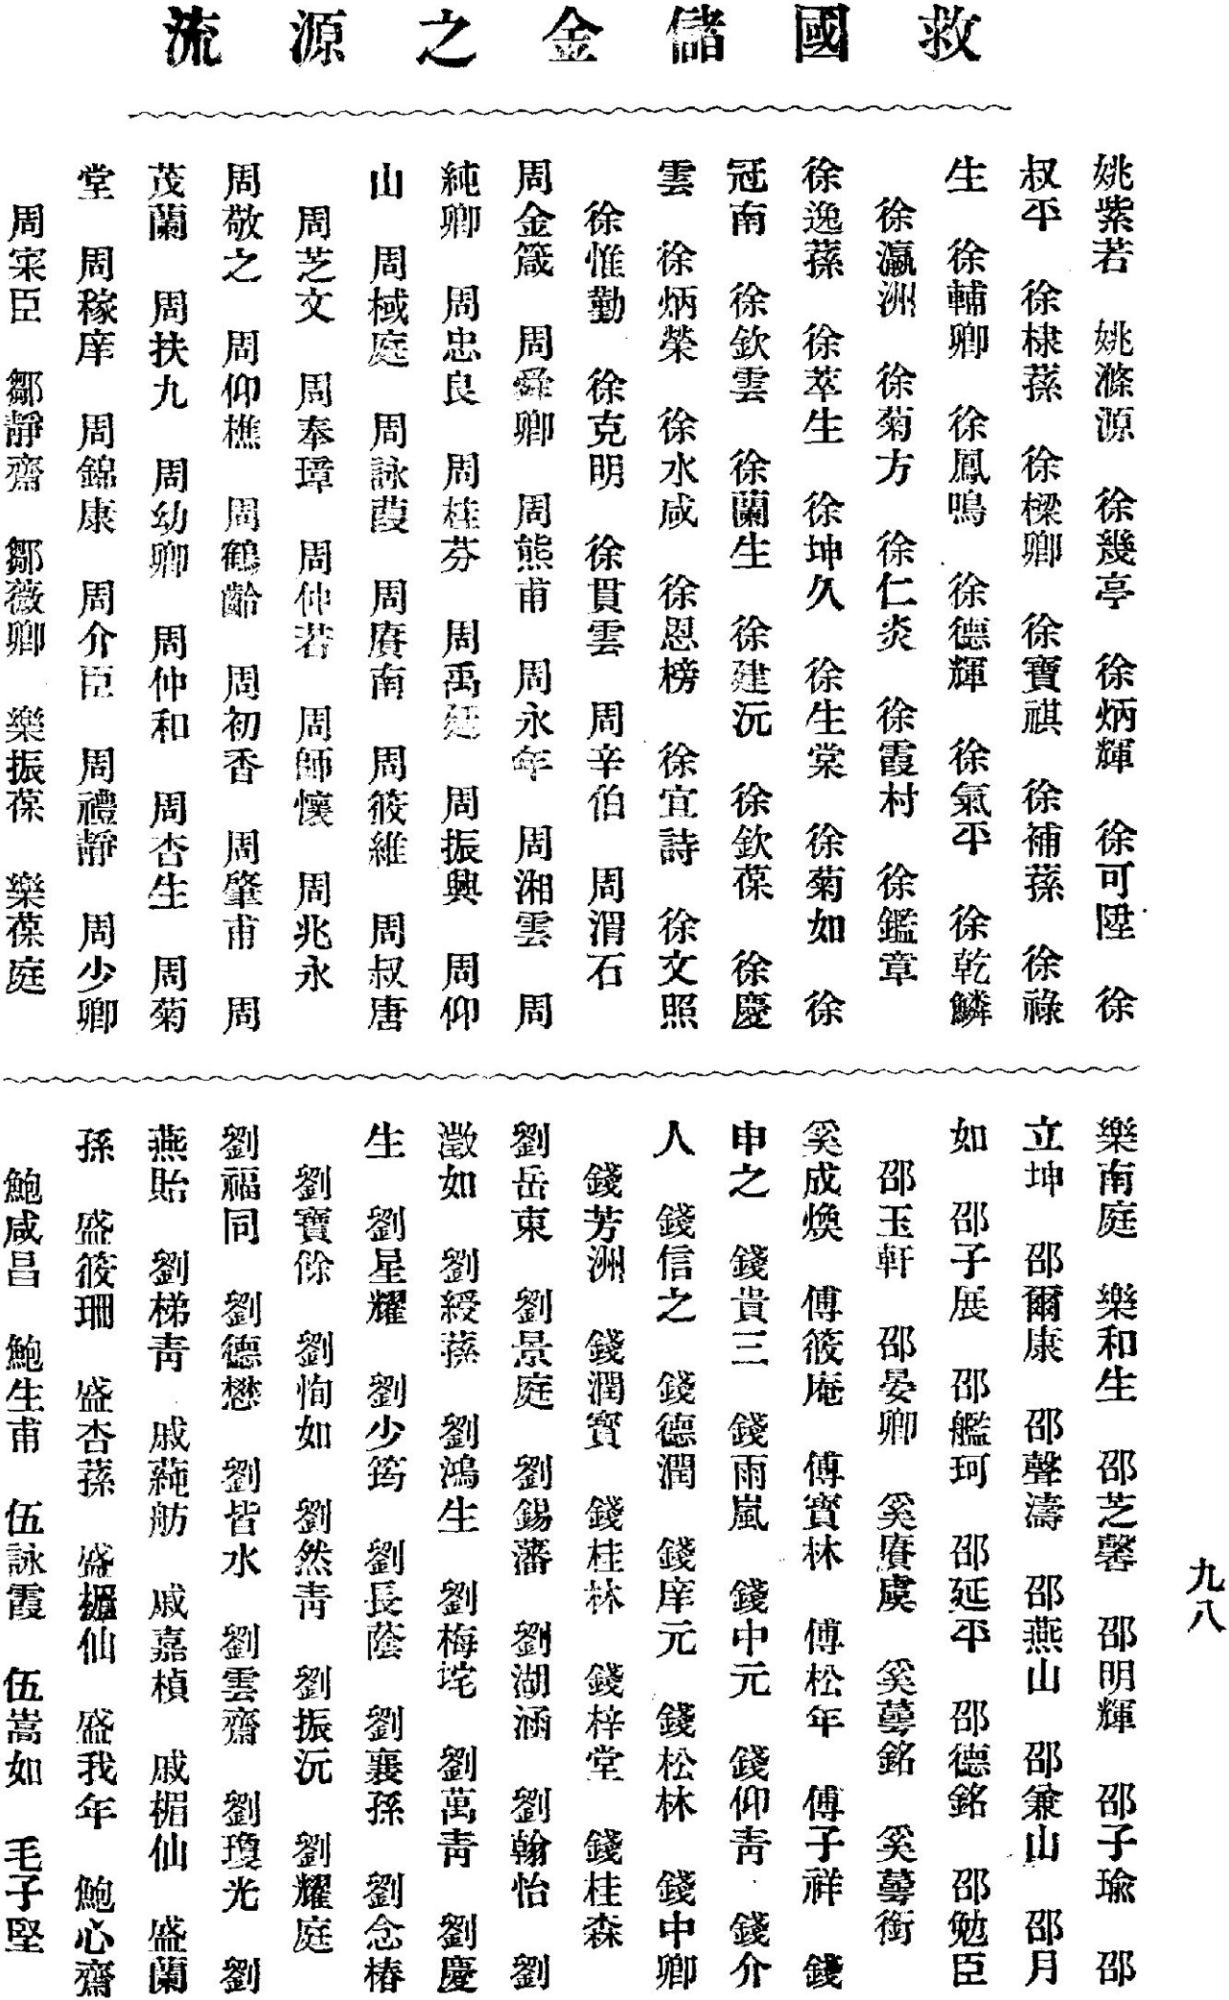 救國儲金之源流
姚紫若 姚滌源 徐幾亭 徐炳輝 徐可陞 徐
叔平 徐棣蓀 徐樑卿 徐寶祺 徐補蓀 徐祿
生 徐輔卿 徐鳳鳴 徐德輝 徐氣平 徐乾麟
徐瀛洲 徐菊方 徐仁炎 徐霞村 徐鑑章
徐逸蓀 徐萃生 徐坤久 徐生棠 徐菊如 徐
冠南 徐欽雲 徐蘭生 徐建沅 徐欽葆 徐慶
雲 徐炳榮 徐水咸 徐恩榜 徐宜詩 徐文照
徐惟勤 徐克明 徐貫雲 周辛伯 周渭石
周金箴 周舜卿 周熊甫 周永年 周湘雲 周
純卿 周忠良 周桂芬 周禹廷 周振興 周仰
山 周棫庭 周詠葭 周賡南 周筱維 周叔唐
周芝文 周奉璋 周仲若 周師懷 周兆永
周敬之 周仰樵 周鶴齡 周初香 周肇甫 周
茂蘭 周扶九 周幼卿 周仲和 周杏生 周菊
堂 周稼庠 周錦康 周介臣 周禮靜 周少卿
周寀臣 鄒靜齋 鄒薇卿 樂振葆 樂葆庭
樂南庭 樂和生 邵芝馨 邵明輝 邵子瑜 邵
立坤 邵爾康 邵聲濤 邵燕山 邵兼山 邵月
如 邵子展 邵艦珂 邵延平 邵德銘 邵勉臣
邵玉軒 邵晏卿 奚賡虞 奚萼銘 奚萼銜
奚成煥 傅筱庵 傅寶林 傅松年 傅子祥 錢
申之 錢貴三 錢雨嵐 錢中元 錢仰青 錢介
人 錢信之 錢德潤 錢庠元 錢松林 錢中卿
錢芳洲 錢潤寶 錢桂林 錢梓堂 錢桂森
劉岳東 劉景庭 劉錫藩 劉湖涵 劉翰怡 劉
澂如 劉綬蓀 劉鴻生 劉梅垞 劉萬青 劉慶
生 劉星耀 劉少筠 劉長蔭 劉襄孫 劉念椿
劉寶餘 劉恂如 劉然青 劉振沅 劉耀庭
劉福同 劉德懋 劉皆水 劉雲齋 劉瓊光 劉
燕貽 劉梯青 戚蒓舫 戚嘉楨 戚楣仙 盛蘭
孫 盛筱珊 盛杏蓀 盛楣仙 盛我年 鮑心齋
鮑咸昌 鮑生甫 伍詠霞 伍嵩如 毛子堅
九八